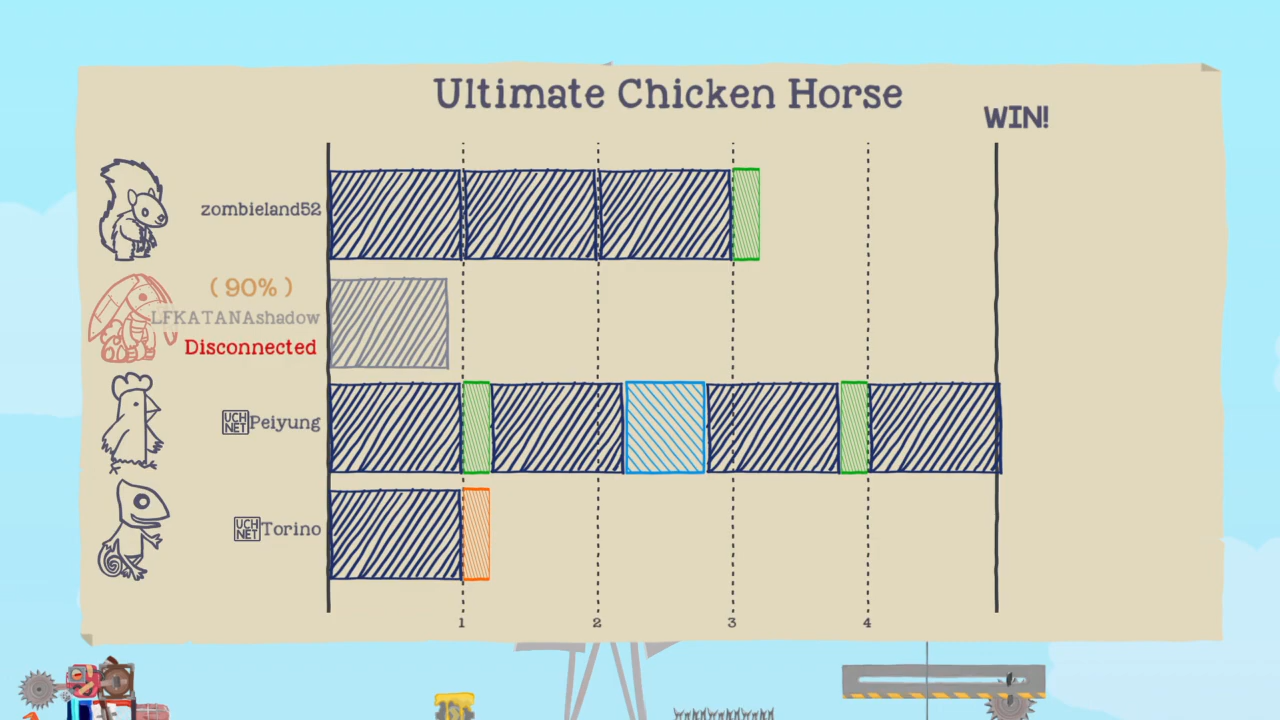 Ultimate Chicken Horse
WIN!
zombieland52
( 90% )
LFKATANAshadow
Disconnected
UCH
NET
Peiyung
UCH
NET
Torino
1 2 3 4